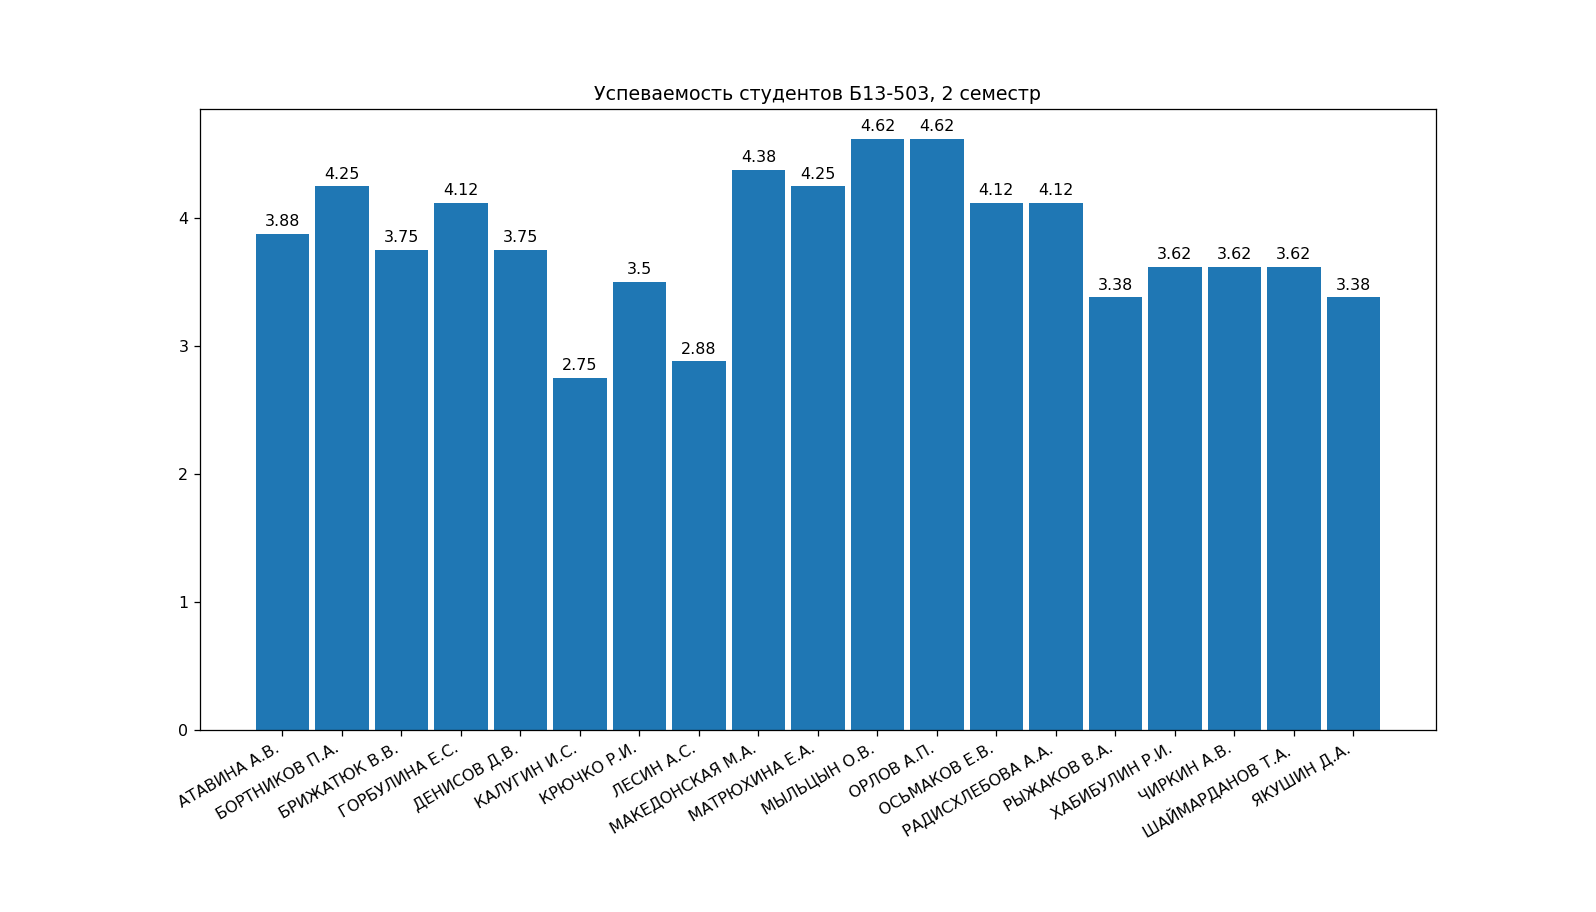 Успеваемость студентов Б13-503, 2 семестр
4.62 4.62
4.38
4.25 4.25
4.12 4.12 4.12
3.88
3.75 3.75
3.62 3.62 3.62
3.5
3.38 3.38
2.88
2.75
4
3
2
1
0
АТАВИНА А.В.
БОРТНИКОВ П.А.
БРИЖАТЮК В.В.
ГОРБУЛИНА Е.С.
ДЕНИСОВ Д.В.
КАЛУГИН И.С.
КРЮЧКО Р.И.
ЛЕСИН А.С.
МАКЕДОНСКАЯ М.А.
МАТРЮХИНА Е.А.
МЫЛЬЦЫН О.В.
ОРЛОВ А.П.
ОСЬМАКОВ Е.В.
РАДИСХЛЕБОВА А.А.
РЫЖАКОВ В.А.
ХАБИБУЛИН Р.И.
ЧИРКИН А.В.
ШАЙМАРДАНОВ Т.А.
ЯКУШИН Д.А.